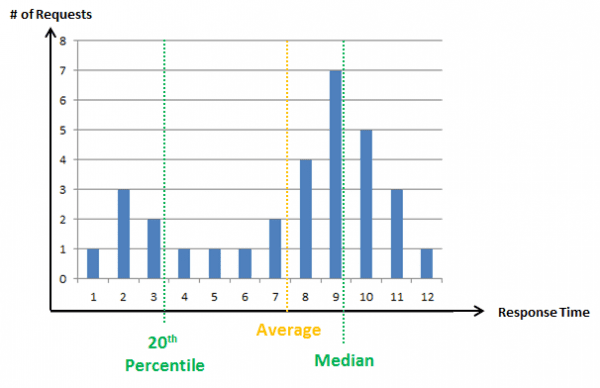 # of Requests
8
7
6
5
4
3
2
1
0
1 2 3 4 5 6 7 8 9 10 11 12
Response Time
Average
20th
Percentile
Median